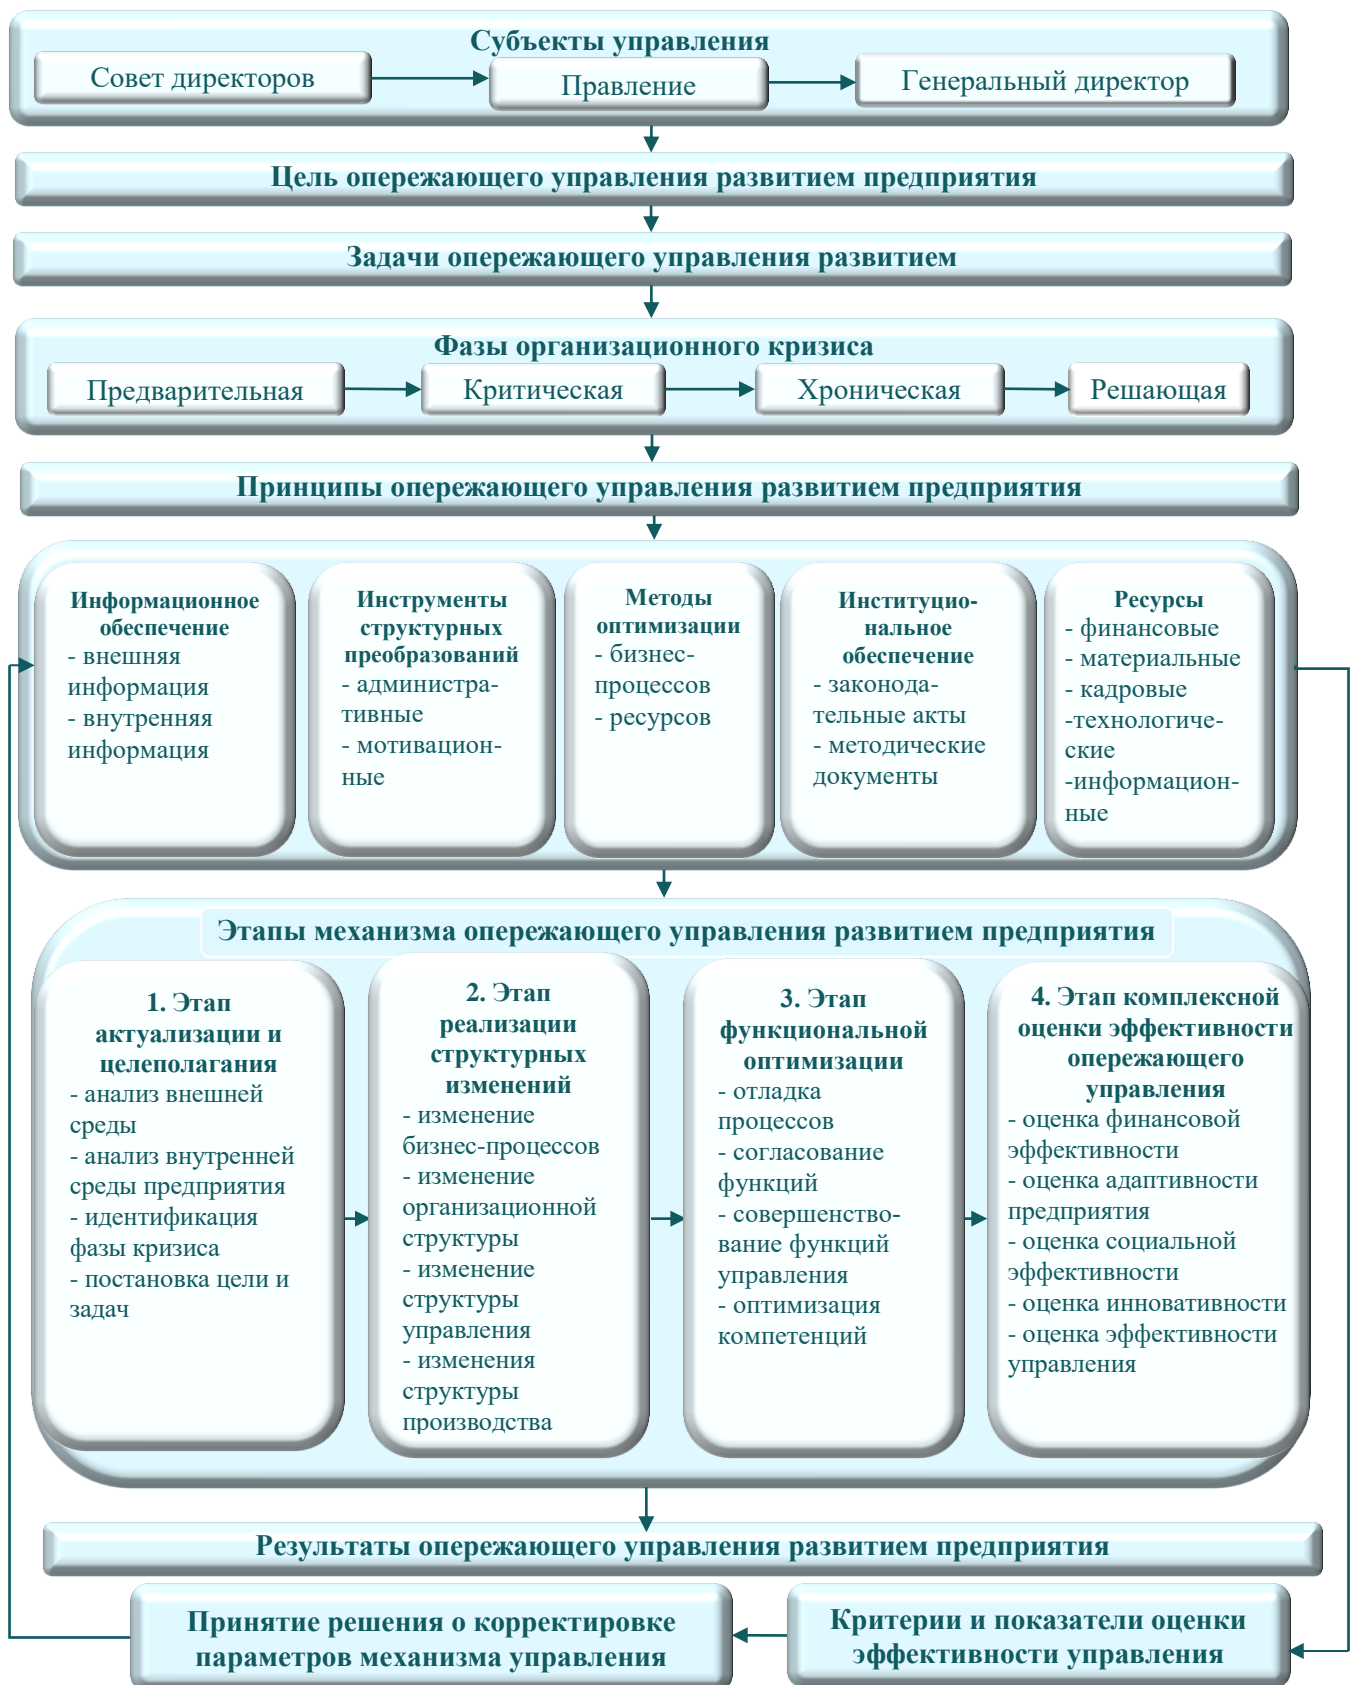 Субъекты управления
Совет директоров
Правление
Генеральный директор
Цель опережающего управления развитием предприятия
Задачи опережающего управления развитием
Фазы организационного кризиса
Предварительная
Критическая
Хроническая
Решающая
Принципы опережающего управления развитием предприятия
Информационное
обеспечение
- внешняя
информация
- внутренняя
информация
Инструменты
структурных
преобразований
- администра-
тивные
- мотивацион-
ные
Методы
оптимизации
- бизнес-
процессов
- ресурсов
Институцио-
нальное
обеспечение
- законода-
тельные акты
- методические
документы
Ресурсы
- финансовые
- материальные
- кадровые
-технологиче-
ские
-информацион-
ные
Этапы механизма опережающего управления развитием предприятия
1. Этап
актуализации и
целеполагания
- анализ внешней
среды
- анализ внутренней
среды предприятия
- идентификация
фазы кризиса
- постановка цели и
задач
2. Этап
реализации
структурных
изменений
- изменение
бизнес-процессов
- изменение
организационной
структуры
- изменение
структуры
управления
- изменения
структуры
производства
3. Этап
функциональной
оптимизации
- отладка
процессов
- согласование
функций
- совершенство-
вание функций
управления
- оптимизация
компетенций
4. Этап комплексной
оценки эффективности
опережающего
управления
- оценка финансовой
эффективности
- оценка адаптивности
предприятия
- оценка социальной
эффективности
- оценка инновативности
- оценка эффективности
управления
Результаты опережающего управления развитием предприятия
Принятие решения о корректировке
параметров механизма управления
Критерии и показатели оценки
эффективности управления